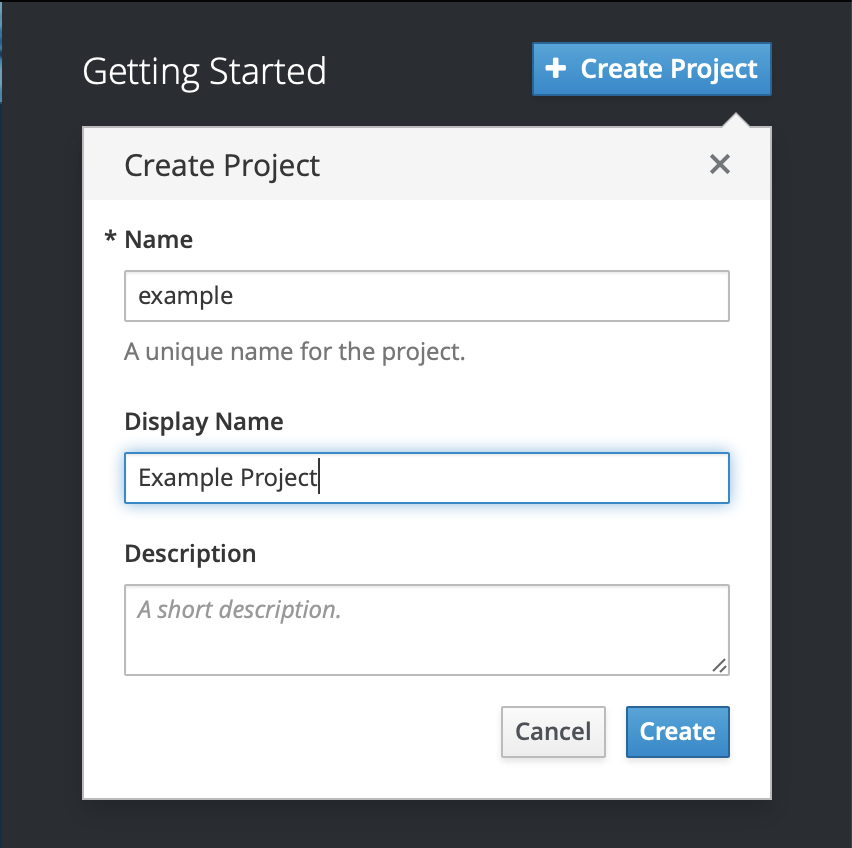 Getting Started
+ Create Project
Create Project
* Name
example
A unique name for the project.
Display Name
Example Project
Description
A short description.
Cancel
Create